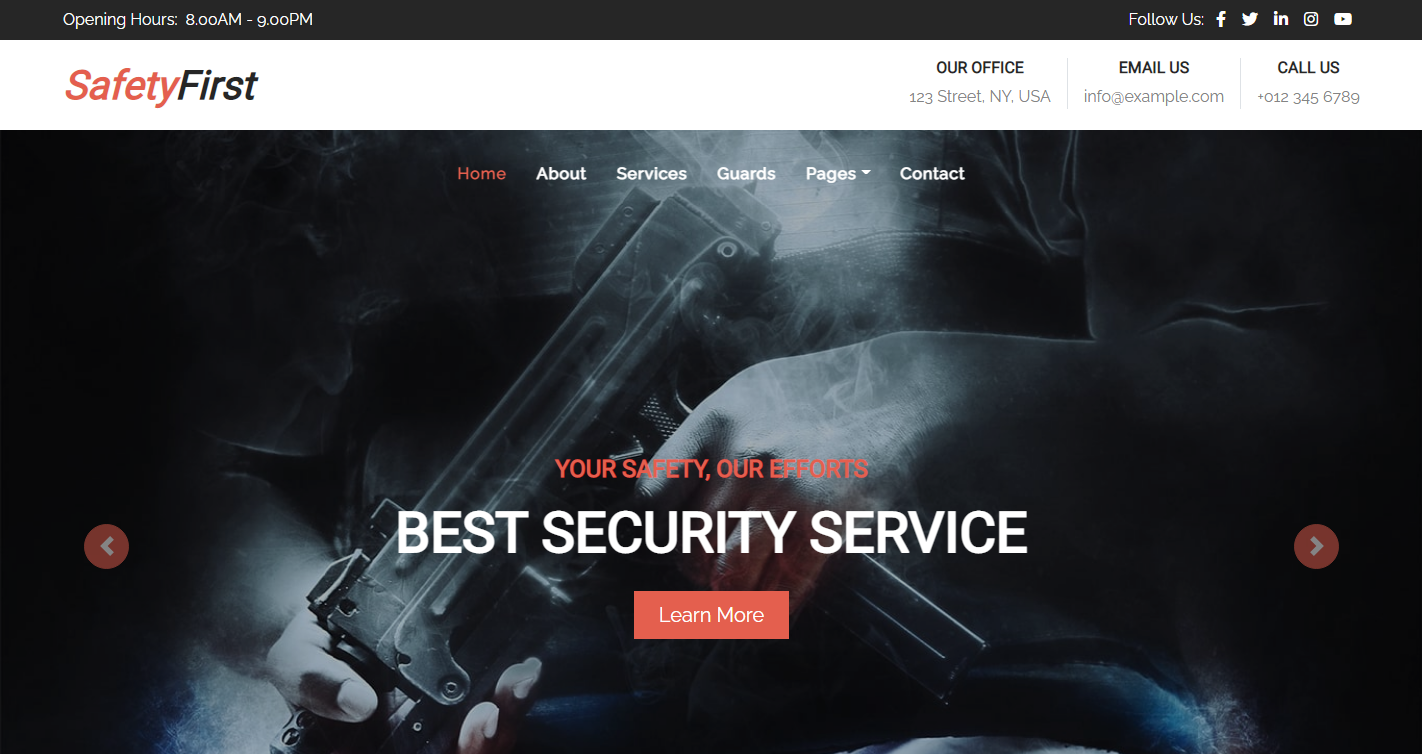 Opening Hours: 8.00AM - 9.00PM
Follow Us:
SafetyFirst
OUR OFFICE
123 Street, NY, USA
EMAIL US
info@example.com
CALL US
+012 345 6789
Home About Services Guards Pages Contact
YOUR SAFETY, OUR EFFORTS
BEST SECURITY SERVICE
Learn More